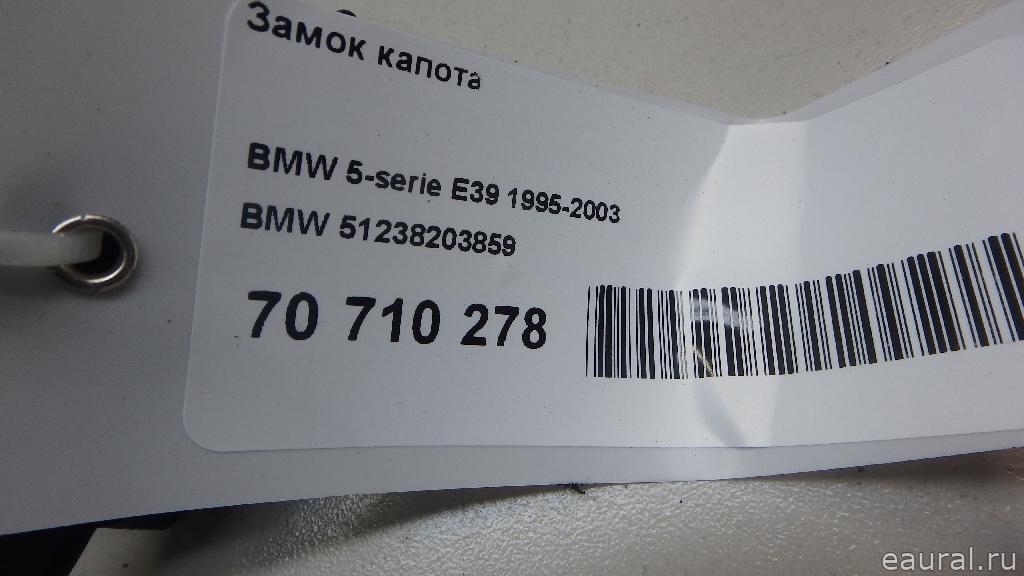 Замок капота
BMW 5-serie E39 1995-2003
BMW 51238203859
70 710 278
eaural.ru